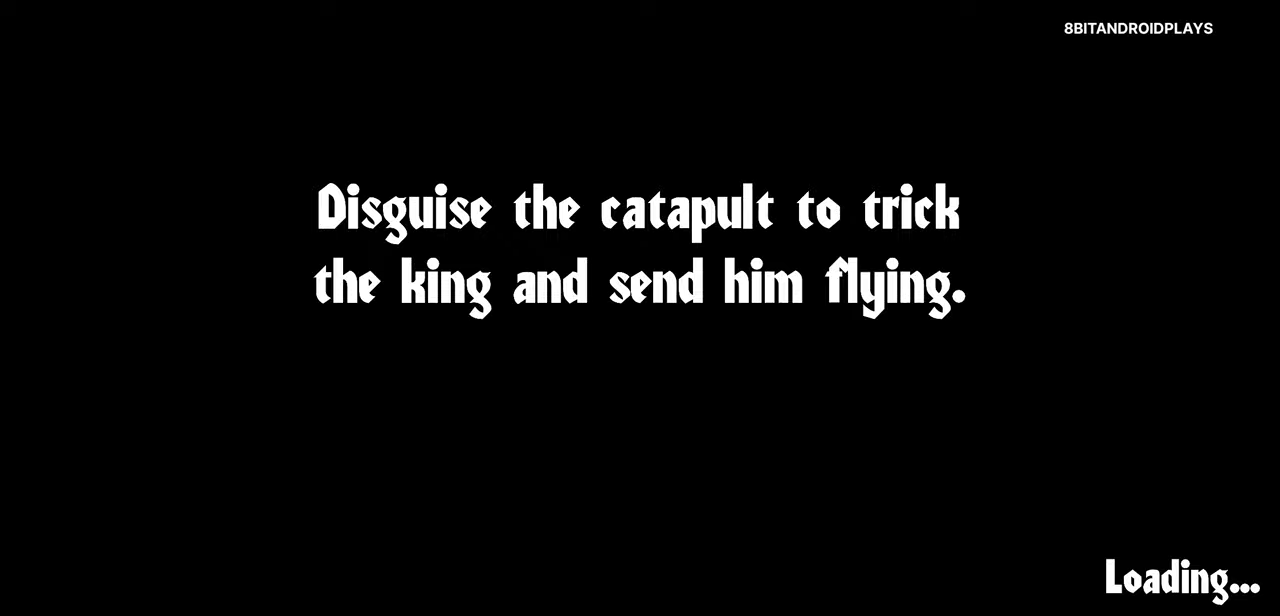 8BITANDROIDPLAYS
Disguise the catapult to trick
the king and send him flying.
Loading...